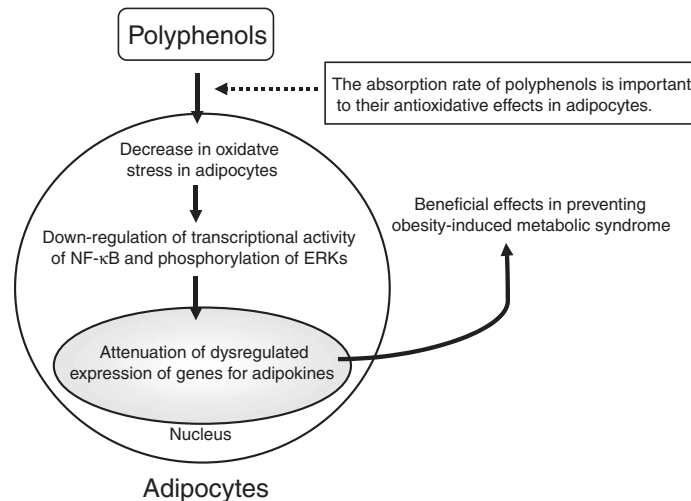 Polyphenols
The absorption rate of polyphenols is important
to their antioxidative effects in adipocytes.
Decrease in oxidatve
stress in adipocytes
Down-regulation of transcriptional activity
of NF-κB and phosphorylation of ERKs
Beneficial effects in preventing
obesity-induced metabolic syndrome
Attenuation of dysregulated
expression of genes for adipokines
Nucleus
Adipocytes